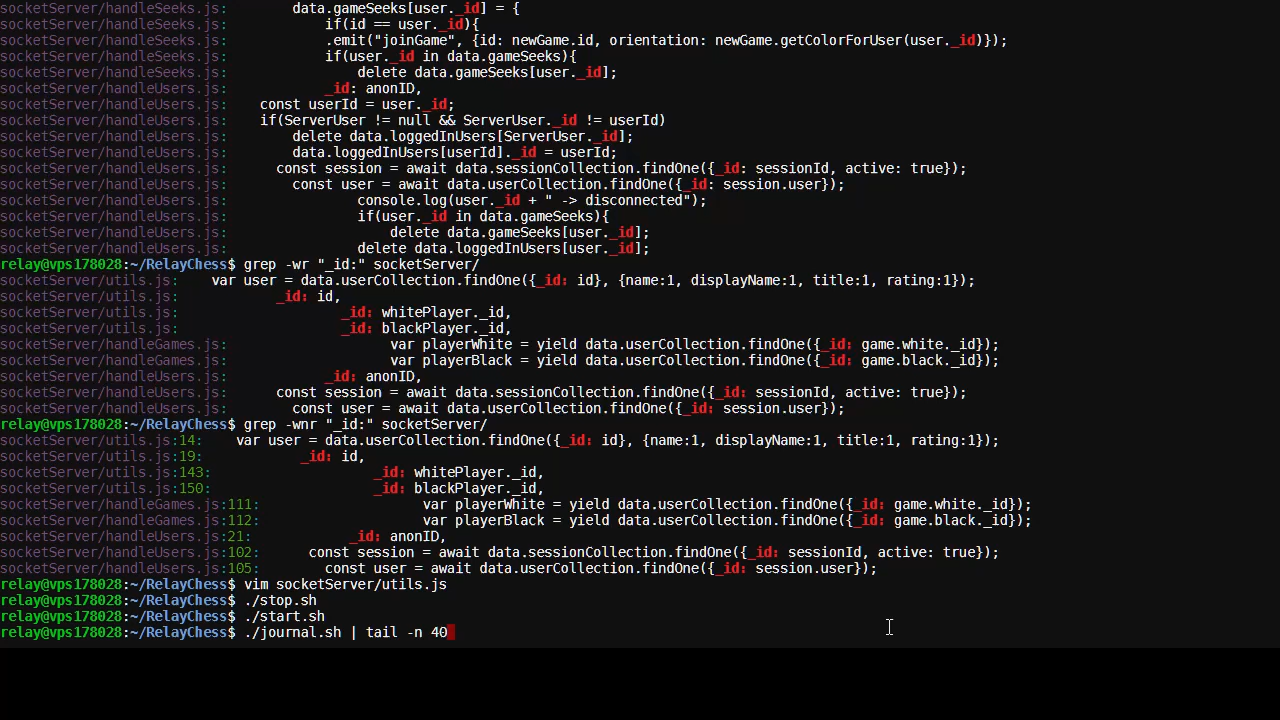 socketServer/handleSeeks.js:        data.gameSeeks[user._id] = {
socketServer/handleSeeks.js:            if(id == user._id){
socketServer/handleSeeks.js:            .emit("joinGame", {id: newGame.id, orientation: newGame.getColorForUser(user._id)});
socketServer/handleSeeks.js:            if(user._id in data.gameSeeks){
socketServer/handleSeeks.js:                delete data.gameSeeks[user._id];
socketServer/handleUsers.js:            _id: anonID,
socketServer/handleUsers.js:    const userId = user._id;
socketServer/handleUsers.js:    if(ServerUser != null && ServerUser._id != userId)
socketServer/handleUsers.js:        delete data.loggedInUsers[ServerUser._id];
socketServer/handleUsers.js:        data.loggedInUsers[userId]._id = userId;
socketServer/handleUsers.js:      const session = await data.sessionCollection.findOne({_id: sessionId, active: true});
socketServer/handleUsers.js:        const user = await data.userCollection.findOne({_id: session.user});
socketServer/handleUsers.js:                console.log(user._id + " -> disconnected");
socketServer/handleUsers.js:                if(user._id in data.gameSeeks){
socketServer/handleUsers.js:                    delete data.gameSeeks[user._id];
socketServer/handleUsers.js:                delete data.loggedInUsers[user._id];
relay@vps178028:~/RelayChess$ grep -wr "_id:" socketServer/
socketServer/utils.js:    var user = data.userCollection.findOne({_id: id}, {name:1, displayName:1, title:1, rating:1});
socketServer/utils.js:            _id: id,
socketServer/utils.js:                    _id: whitePlayer._id,
socketServer/utils.js:                    _id: blackPlayer._id,
socketServer/handleGames.js:                    var playerWhite = yield data.userCollection.findOne({_id: game.white._id});
socketServer/handleGames.js:                    var playerBlack = yield data.userCollection.findOne({_id: game.black._id});
socketServer/handleUsers.js:            _id: anonID,
socketServer/handleUsers.js:      const session = await data.sessionCollection.findOne({_id: sessionId, active: true});
socketServer/handleUsers.js:        const user = await data.userCollection.findOne({_id: session.user});
relay@vps178028:~/RelayChess$ grep -wnr "_id:" socketServer/
socketServer/utils.js:14:    var user = data.userCollection.findOne({_id: id}, {name:1, displayName:1, title:1, rating:1});
socketServer/utils.js:19:            _id: id,
socketServer/utils.js:143:                    _id: whitePlayer._id,
socketServer/utils.js:150:                    _id: blackPlayer._id,
socketServer/handleGames.js:111:                    var playerWhite = yield data.userCollection.findOne({_id: game.white._id});
socketServer/handleGames.js:112:                    var playerBlack = yield data.userCollection.findOne({_id: game.black._id});
socketServer/handleUsers.js:21:            _id: anonID,
socketServer/handleUsers.js:102:      const session = await data.sessionCollection.findOne({_id: sessionId, active: true});
socketServer/handleUsers.js:105:        const user = await data.userCollection.findOne({_id: session.user});
relay@vps178028:~/RelayChess$ vim socketServer/utils.js
relay@vps178028:~/RelayChess$ ./stop.sh
relay@vps178028:~/RelayChess$ ./start.sh
relay@vps178028:~/RelayChess$ ./journal.sh | tail -n 40